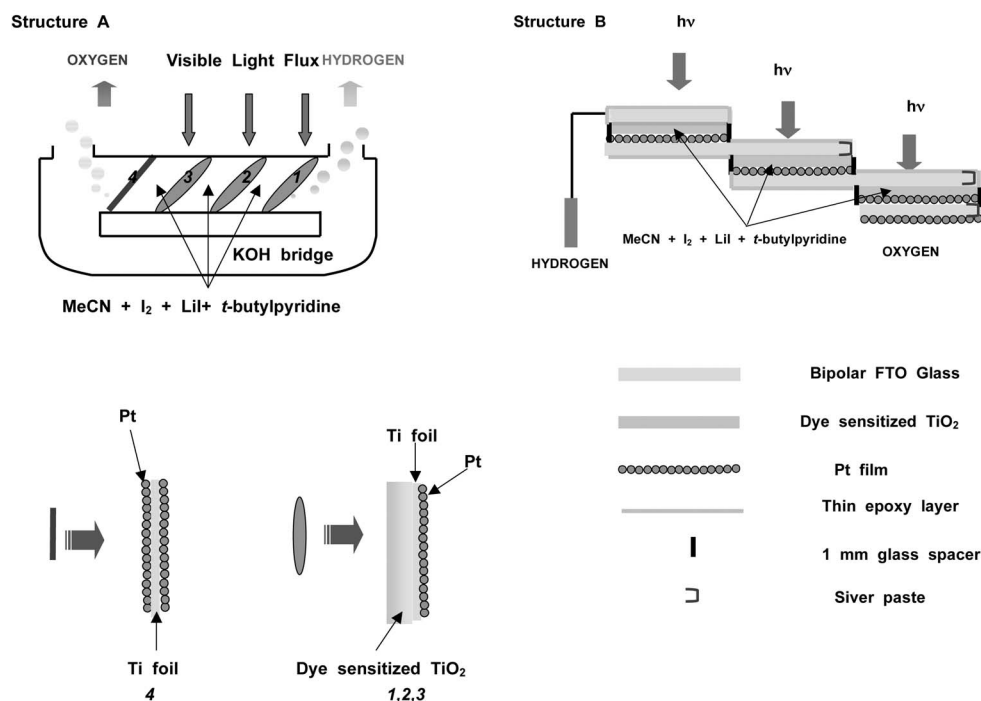 Structure A
OXYGEN
Visible Light Flux
HYDROGEN
4
3
2
1
KOH bridge
MeCN + I₂ + LiI+ t-butylpyridine
Structure B
hν
hν
hν
MeCN + I₂ + LiI + t-butylpyridine
HYDROGEN
OXYGEN
Pt
Ti foil
4
Ti foil
Pt
Dye sensitized TiO₂
1,2,3
Bipolar FTO Glass
Dye sensitized TiO₂
Pt film
Thin epoxy layer
1 mm glass spacer
Siver paste